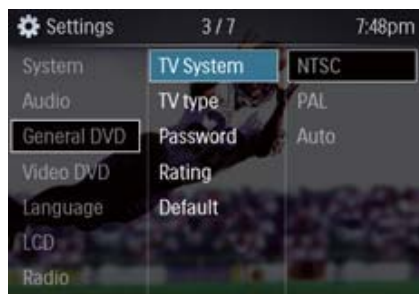 Settings 3 / 7 7:48pm
System TV System NTSC
Audio TV type PAL
General DVD Password Auto
Video DVD Rating
Language Default
LCD
Radio